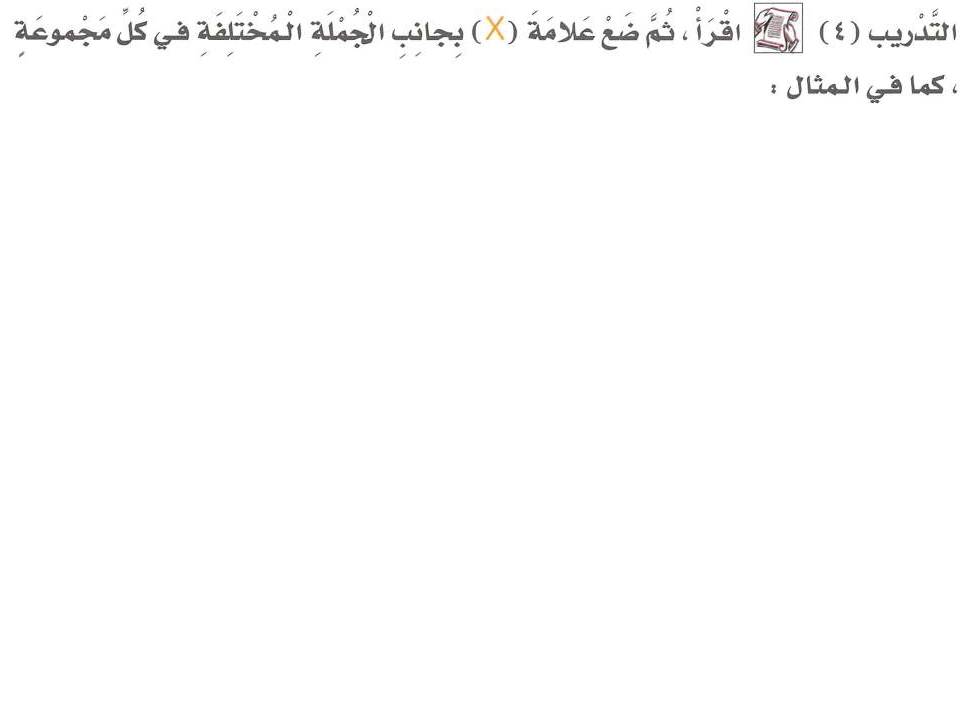 التَّدْريب (٤) اقْرَأْ ، ثُمَّ ضَعْ عَلامَةَ (X) بِجانِبِ الْجُمْلَةِ الْمُخْتَلِفَةِ في كُلِّ مَجْموعَةٍ
، كما في المثال :